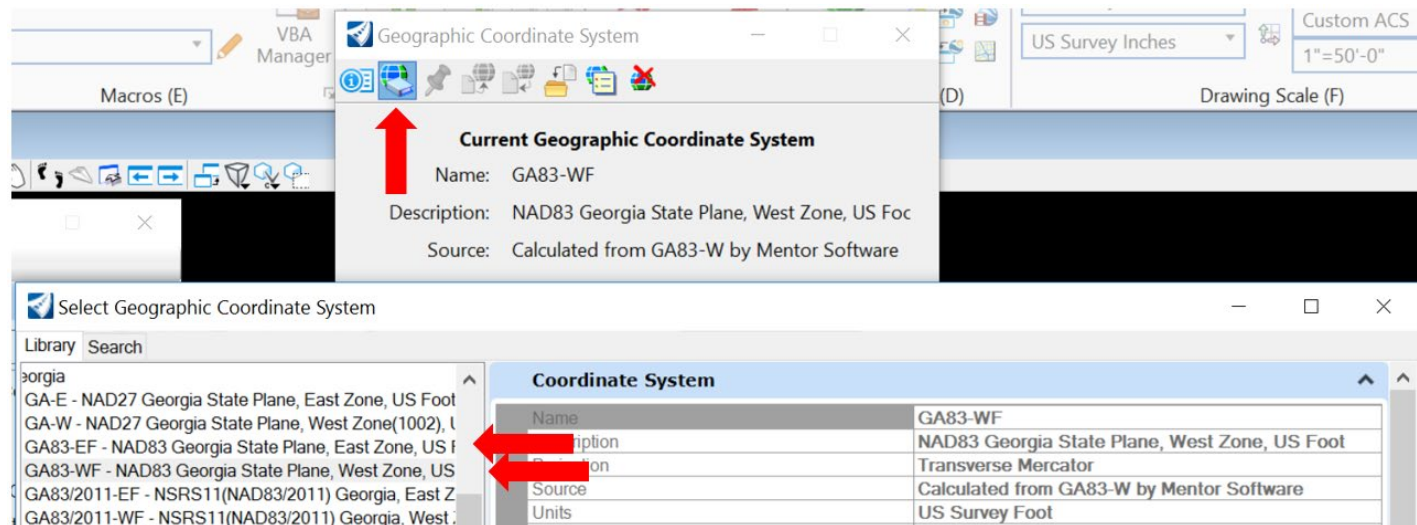 VBA
Manager
Macros (E)
Geographic Coordinate System
US Survey Inches
Custom ACS
1"=50'-0"
(D)
Drawing Scale (F)
Current Geographic Coordinate System
Name: GA83-WF
Description: NAD83 Georgia State Plane, West Zone, US Foc
Source: Calculated from GA83-W by Mentor Software
Select Geographic Coordinate System
Library Search
eorgia
GA-E - NAD27 Georgia State Plane, East Zone, US Foot
GA-W - NAD27 Georgia State Plane, West Zone(1002),
GA83-EF - NAD83 Georgia State Plane, East Zone, US
GA83-WF - NAD83 Georgia State Plane, West Zone, US
GA83/2011-EF - NSRS11(NAD83/2011) Georgia, East Z
GA83/2011-WF - NSRS11(NAD83/2011) Georgia, West
Coordinate System
Name GA83-WF
ription NAD83 Georgia State Plane, West Zone, US Foot
on Transverse Mercator
Source Calculated from GA83-W by Mentor Software
Units US Survey Foot